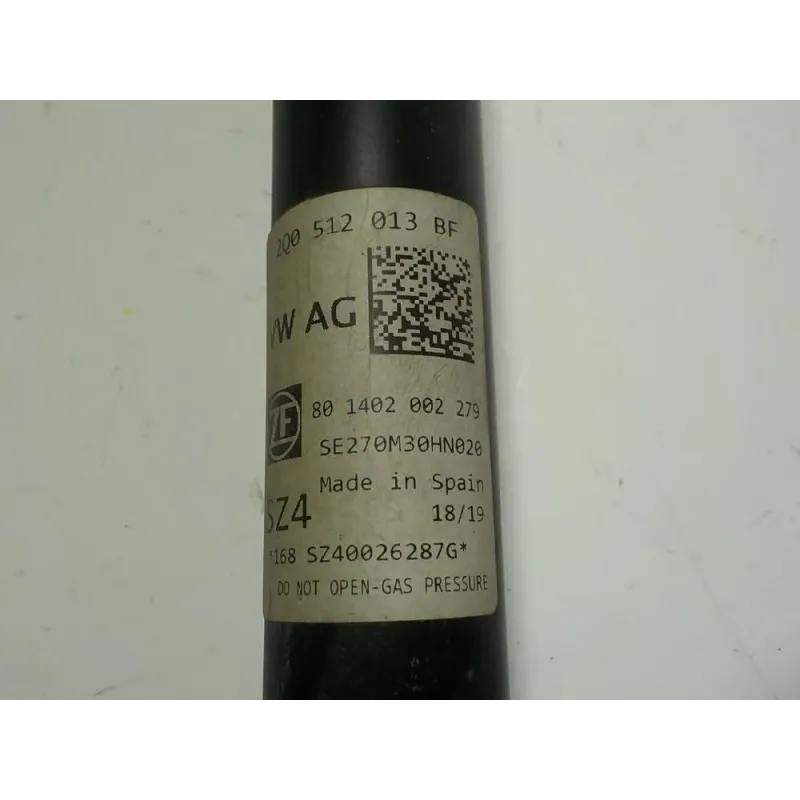 2Q0 512 013 BF
VW AG
ZF
80 1402 002 279
SE270M30HN020
Made in Spain
SZ4
18/19
*168 SZ40026287G*
DO NOT OPEN-GAS PRESSURE